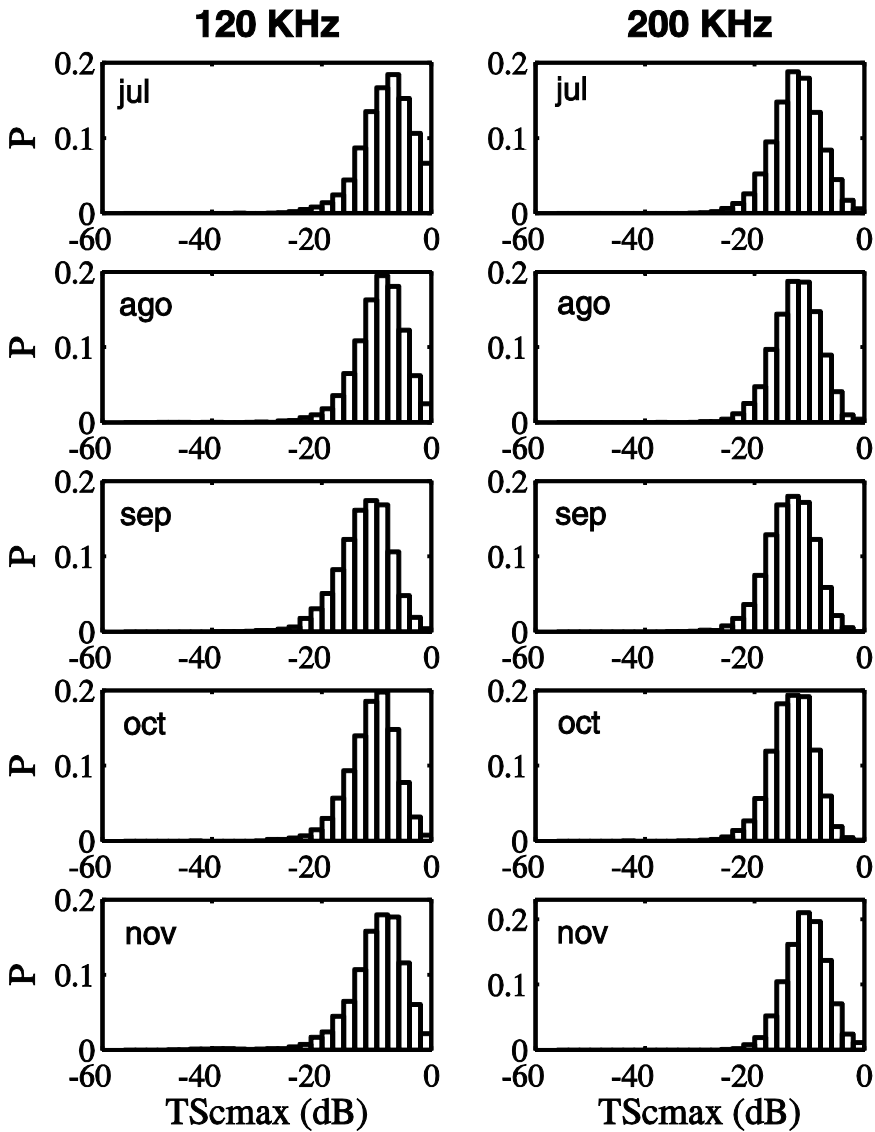 120 KHz 200 KHz
0.2 jul 0.2 jul
P 0.1 0.1
0 0
-60 -40 -20 0 -60 -40 -20 0
0.2 ago 0.2 ago
P 0.1 0.1
0 0
-60 -40 -20 0 -60 -40 -20 0
0.2 sep 0.2 sep
P 0.1 0.1
0 0
-60 -40 -20 0 -60 -40 -20 0
0.2 oct 0.2 oct
P 0.1 0.1
0 0
-60 -40 -20 0 -60 -40 -20 0
0.2 nov 0.2 nov
P 0.1 0.1
0 0
-60 -40 -20 0 -60 -40 -20 0
TScmax (dB) TScmax (dB)